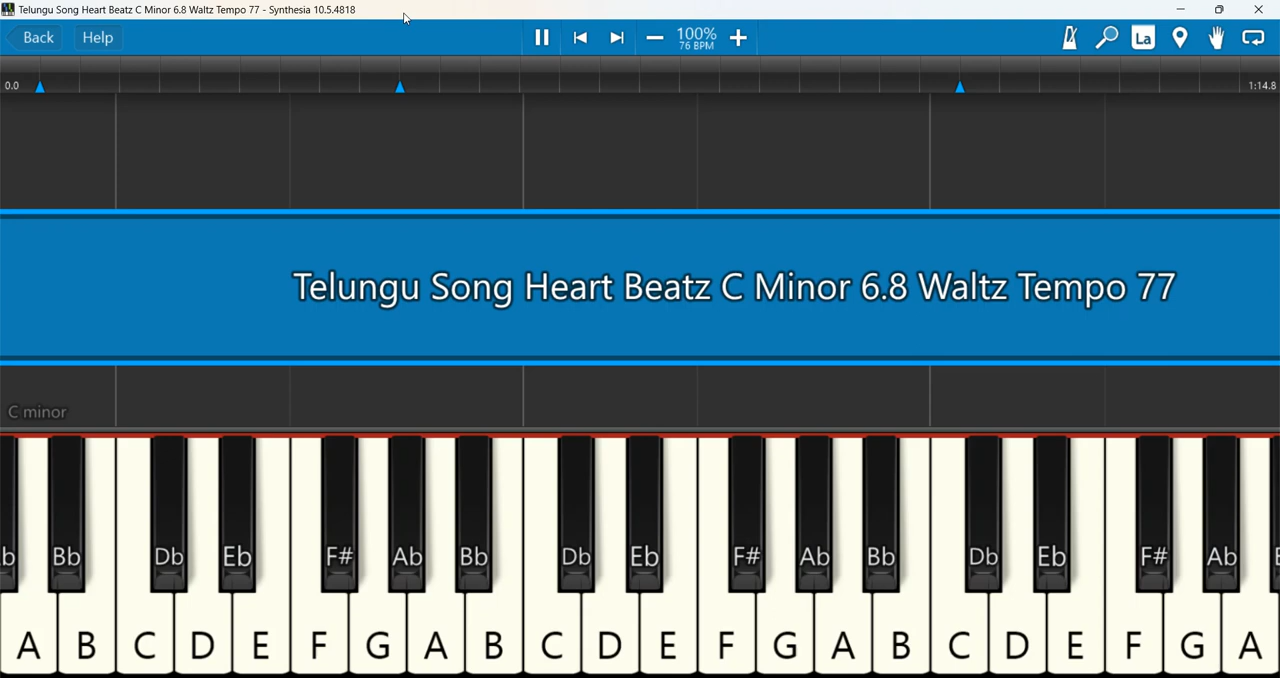 Telungu Song Heart Beatz C Minor 6.8 Waltz Tempo 77 - Synthesia 10.5.4818
Back Help 100% La
76 BPM
0.0 1:14.8
Telungu Song Heart Beatz C Minor 6.8 Waltz Tempo 77
C minor
b Bb Db Eb F# Ab Bb Db Eb F# Ab Bb Db Eb F# Ab
A B C D E F G A B C D E F G A B C D E F G A